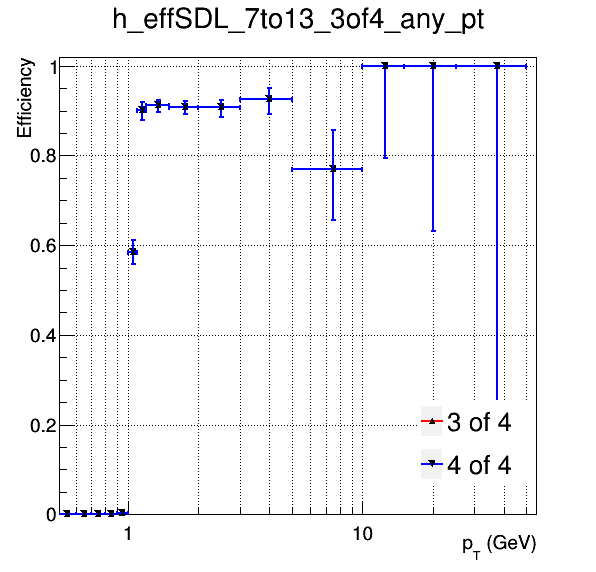 h_effSDL_7to13_3of4_any_pt
Efficiency
1
0.8
0.6
0.4
0.2
0
3 of 4
4 of 4
1
10
p_T (GeV)